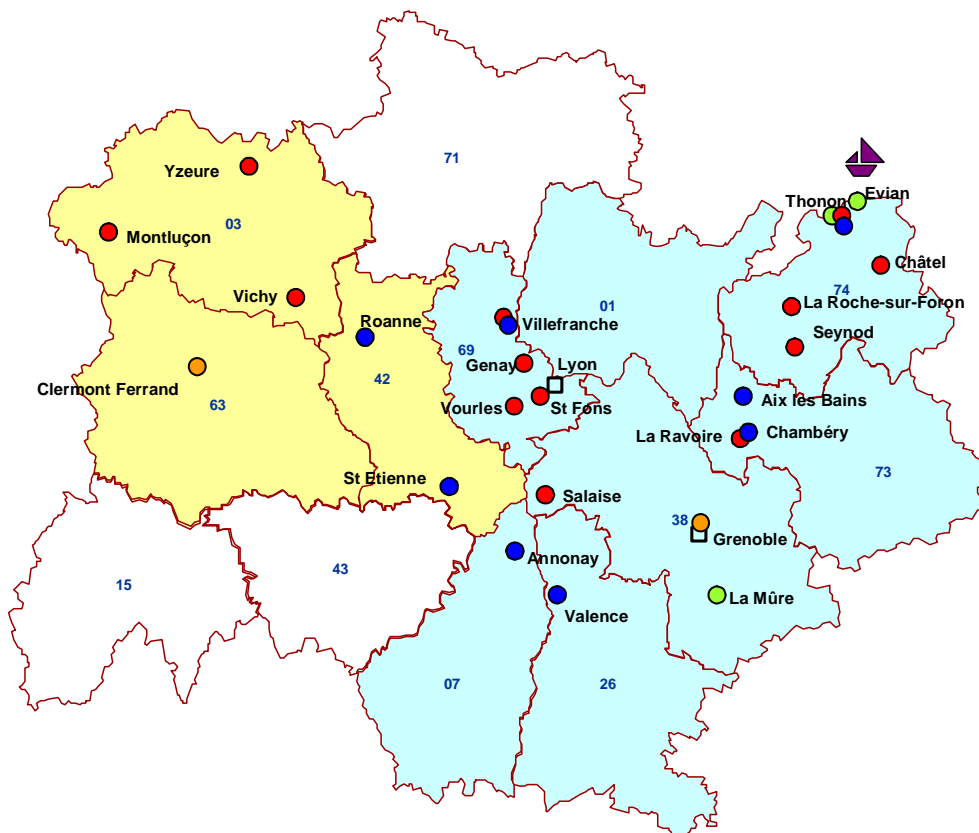 71
Yzeure
Evian
Thonon
03
Montluçon
Châtel
74
Vichy
01
La Roche-sur-Foron
Roanne
Villefranche
69
Seynod
Genay
Lyon
42
Clermont Ferrand
63
Vourles
St Fons
Aix les Bains
La Ravoire
Chambéry
73
St Etienne
Salaise
38
Grenoble
Annonay
43
15
La Mûre
Valence
07
26